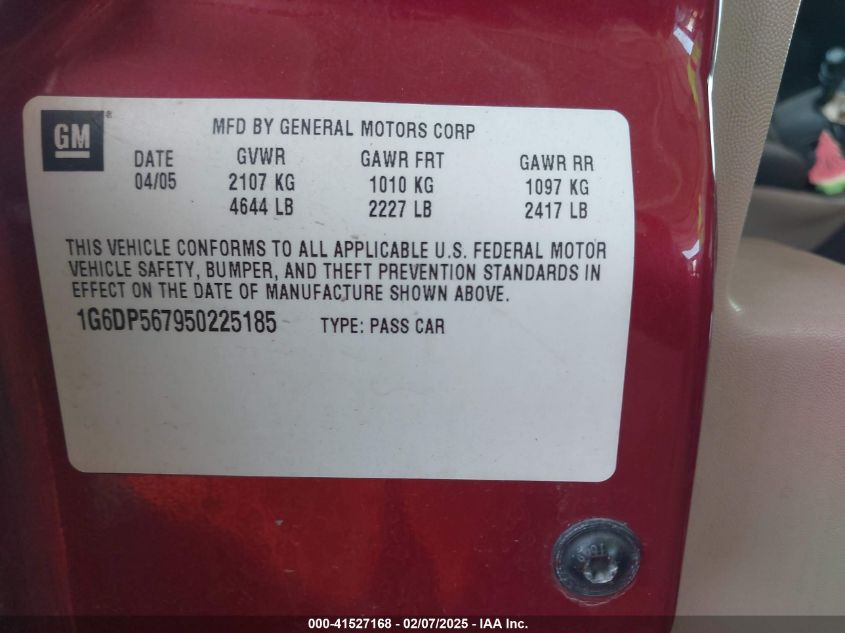 GM ®
MFD BY GENERAL MOTORS CORP
DATE GVWR GAWR FRT GAWR RR
04/05 2107 KG 1010 KG 1097 KG
4644 LB 2227 LB 2417 LB
THIS VEHICLE CONFORMS TO ALL APPLICABLE U.S. FEDERAL MOTOR
VEHICLE SAFETY, BUMPER, AND THEFT PREVENTION STANDARDS IN
EFFECT ON THE DATE OF MANUFACTURE SHOWN ABOVE.
1G6DP567950225185 TYPE: PASS CAR
000-41527168 — 02/07/2025 — IAA Inc.